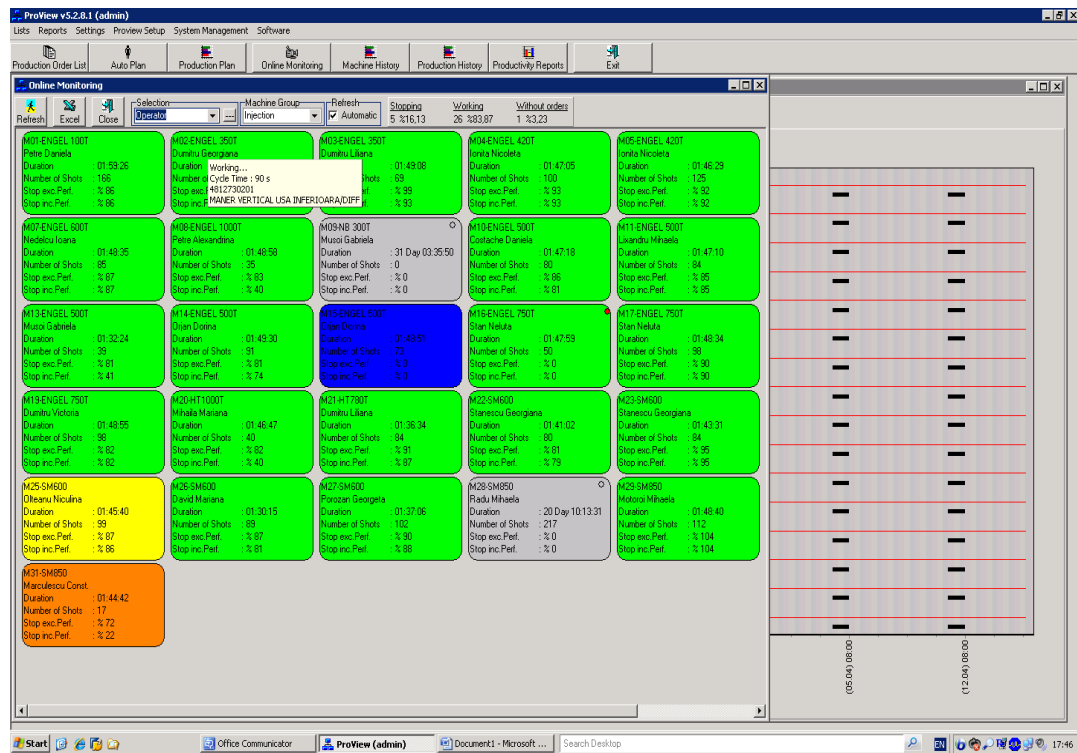 ProView v5.2.8.1 (admin)
Lists Reports Settings Proview Setup System Management Software
Production Order List Auto Plan Production Plan Online Monitoring Machine History Production History Productivity Reports Exit
Online Monitoring
Refresh Excel Close
Selection
Operator
...
Machine Group
Injection
Refresh
Automatic
Stopping Working Without orders
5 %16,13 26 %83,87 1 %3,23
M01-ENGEL 100T
Petre Daniela
Duration : 01:59:26
Number of Shots : 166
Stop exc.Perf. : % 86
Stop inc.Perf. : % 86
M02-ENGEL 350T
Dumitru Georgiana
Duration
Working...
Cycle Time : 90 s
4812730201
MANER VERTICAL USA INFERIOARA/DIFF
M03-ENGEL 350T
Dumitru Liliana
: 01:49:08
Shots : 69
: % 99
: % 93
M04-ENGEL 420T
Ionita Nicoleta
Duration : 01:47:05
Number of Shots : 100
Stop exc.Perf. : % 93
Stop inc.Perf. : % 93
M05-ENGEL 420T
Ionita Nicoleta
Duration : 01:46:29
Number of Shots : 125
Stop exc.Perf. : % 92
Stop inc.Perf. : % 92
M07-ENGEL 600T
Nedelcu Ioana
Duration : 01:48:35
Number of Shots : 85
Stop exc.Perf. : % 87
Stop inc.Perf. : % 87
M08-ENGEL 1000T
Petre Alexandrina
Duration : 01:48:58
Number of Shots : 35
Stop exc.Perf. : % 83
Stop inc.Perf. : % 40
M09-NB 300T
Musoi Gabriela
Duration : 31 Day 03:35:50
Number of Shots : 0
Stop exc.Perf. : % 0
Stop inc.Perf. : % 0
M10-ENGEL 500T
Costache Daniela
Duration : 01:47:18
Number of Shots : 80
Stop exc.Perf. : % 86
Stop inc.Perf. : % 81
M11-ENGEL 500T
Lixandru Mihaela
Duration : 01:47:10
Number of Shots : 84
Stop exc.Perf. : % 85
Stop inc.Perf. : % 85
M13-ENGEL 500T
Musoi Gabriela
Duration : 01:32:24
Number of Shots : 39
Stop exc.Perf. : % 81
Stop inc.Perf. : % 41
M14-ENGEL 500T
Orjan Dorina
Duration : 01:49:30
Number of Shots : 91
Stop exc.Perf. : % 81
Stop inc.Perf. : % 74
M15-ENGEL 500T
Orjan Dorina
Duration : 01:48:51
Number of Shots : 73
Stop exc.Perf. : % 0
Stop inc.Perf. : % 0
M16-ENGEL 750T
Stan Neluta
Duration : 01:47:59
Number of Shots : 50
Stop exc.Perf. : % 0
Stop inc.Perf. : % 0
M17-ENGEL 750T
Stan Neluta
Duration : 01:48:34
Number of Shots : 98
Stop exc.Perf. : % 90
Stop inc.Perf. : % 90
M19-ENGEL 750T
Dumitru Victoria
Duration : 01:48:55
Number of Shots : 98
Stop exc.Perf. : % 82
Stop inc.Perf. : % 82
M20-HT1000T
Mihaila Mariana
Duration : 01:46:47
Number of Shots : 40
Stop exc.Perf. : % 82
Stop inc.Perf. : % 40
M21-HT780T
Dumitru Liliana
Duration : 01:36:34
Number of Shots : 84
Stop exc.Perf. : % 91
Stop inc.Perf. : % 87
M22-SM600
Stanescu Georgiana
Duration : 01:41:02
Number of Shots : 80
Stop exc.Perf. : % 81
Stop inc.Perf. : % 79
M23-SM600
Stanescu Georgiana
Duration : 01:43:31
Number of Shots : 84
Stop exc.Perf. : % 95
Stop inc.Perf. : % 95
M25-SM600
Olteanu Niculina
Duration : 01:45:40
Number of Shots : 99
Stop exc.Perf. : % 87
Stop inc.Perf. : % 86
M26-SM600
David Mariana
Duration : 01:30:15
Number of Shots : 89
Stop exc.Perf. : % 87
Stop inc.Perf. : % 81
M27-SM600
Porozan Georgeta
Duration : 01:37:06
Number of Shots : 102
Stop exc.Perf. : % 90
Stop inc.Perf. : % 88
M28-SM850
Radu Mihaela
Duration : 20 Day 10:13:31
Number of Shots : 217
Stop exc.Perf. : % 0
Stop inc.Perf. : % 0
M29-SM850
Motoroi Mihaela
Duration : 01:48:40
Number of Shots : 112
Stop exc.Perf. : % 104
Stop inc.Perf. : % 104
M31-SM850
Marculescu Const.
Duration : 01:44:42
Number of Shots : 17
Stop exc.Perf. : % 72
Stop inc.Perf. : % 22
(05.04) 08:00
(12.04) 08:00
Start Office Communicator ProView (admin) Document1 - Microsoft ... Search Desktop EN 17:46